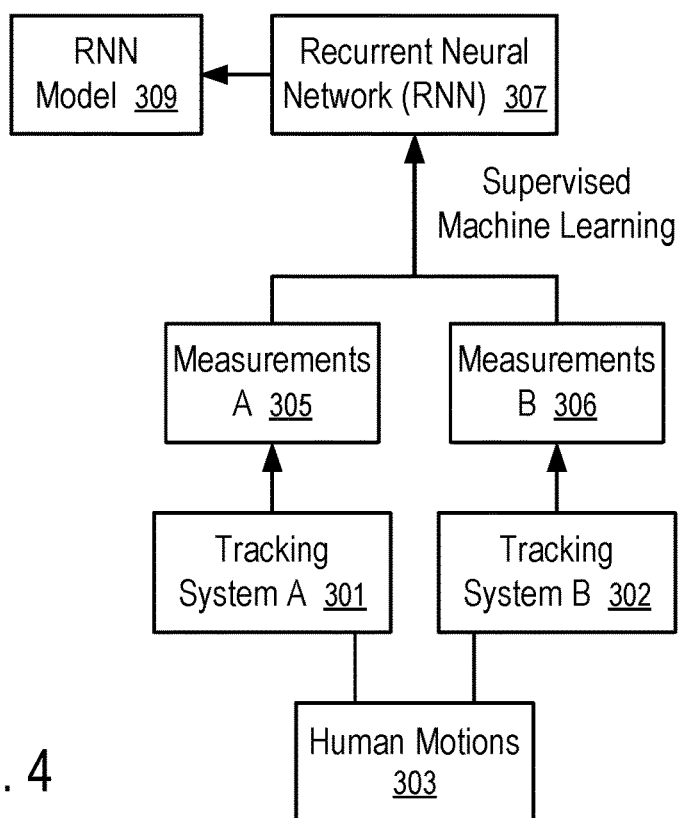 RNN
Model 309
Recurrent Neural
Network (RNN) 307
Supervised
Machine Learning
Measurements
A 305
Measurements
B 306
Tracking
System A 301
Tracking
System B 302
Human Motions
303
. 4